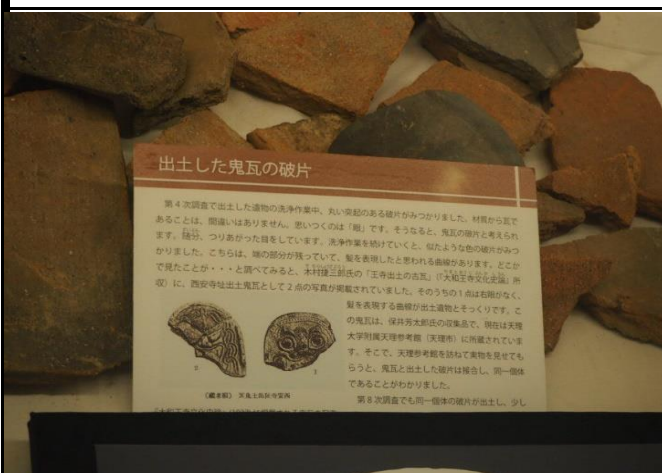 出土した鬼瓦の破片
第4次調査で出土した遺物の洗浄作業中、丸い突起のある破片がみつかりました。材質から瓦で
あることは、間違いはありません。思いつくのは「眼」です。そうなると、鬼瓦の破片と考えられ
ます。随分、つりあがった目をしています。洗浄作業を続けていくと、似たような色の破片がみつ
かりました。こちらは、端の部分が残っていて、髪を表現したと思われる曲線があります。どこか
で見たことが・・・と調べてみると、木村捷三郎氏の「王寺出土の古瓦」（『大和王寺文化史論』所
収）に、西安寺址出土鬼瓦として2点の写真が掲載されていました。そのうちの1点は右眼がなく、
髪を表現する曲線が出土遺物とそっくりです。こ
の鬼瓦は、保井芳太郎氏の収集品で、現在は天理
大学附属天理参考館（天理市）に所蔵されていま
す。そこで、天理参考館を訪ねて実物を見せても
らうと、鬼瓦と出土した破片は接合し、同一個体
であることがわかりました。
第8次調査でも同一個体の破片が出土し、少し